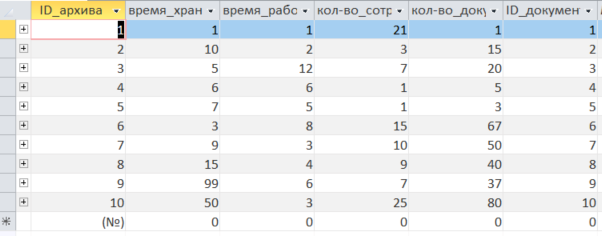 ID_архива время_хран время_рабс кол-во_сотр кол-во_доку ID_докумен
1 1 1 21 1 1
2 10 2 3 15 2
3 5 12 7 20 3
4 6 6 1 5 4
5 7 5 1 3 5
6 3 8 15 67 6
7 9 3 10 50 7
8 15 4 9 40 8
9 99 6 7 37 9
10 50 3 25 80 10
(№) 0 0 0 0 0